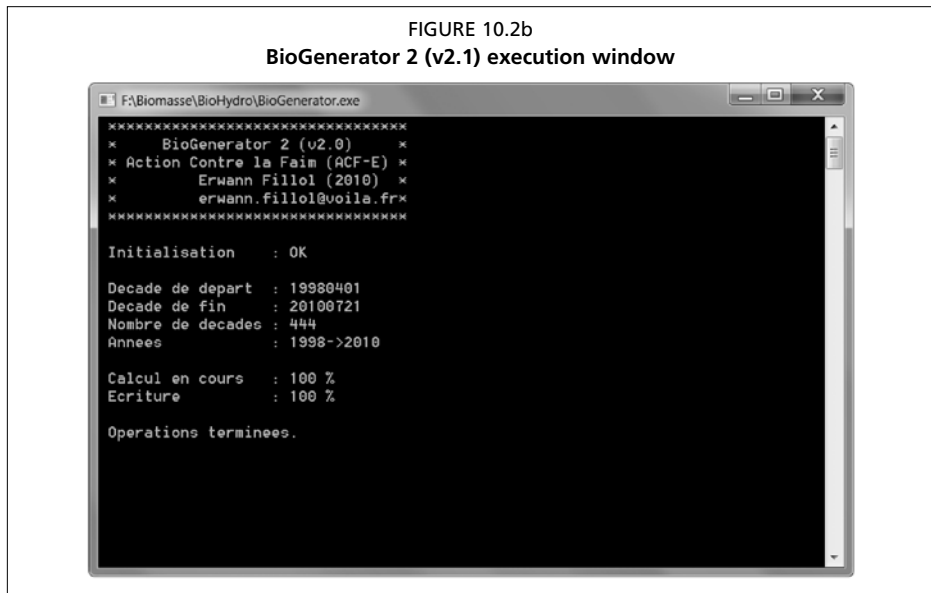 FIGURE 10.2b
BioGenerator 2 (v2.1) execution window
F:\Biomasse\BioHydro\BioGenerator.exe
*********************************
* BioGenerator 2 (v2.0) *
* Action Contre la Faim (ACF-E) *
* Erwann Fillol (2010) *
* erwann.fillol@voila.fr*
*********************************
Initialisation : OK
Decade de depart : 19980401
Decade de fin : 20100721
Nombre de decades : 444
Annees : 1998->2010
Calcul en cours : 100 %
Ecriture : 100 %
Operations terminees.